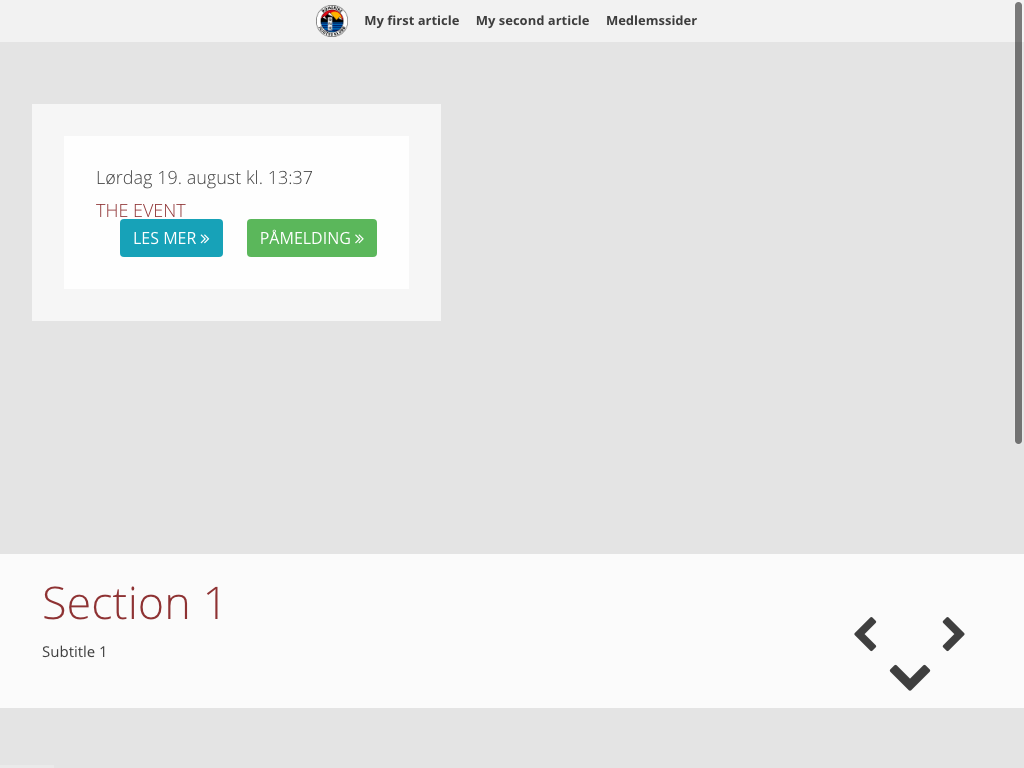 My first article My second article Medlemssider
Lørdag 19. august kl. 13:37
THE EVENT
LES MER » PÅMELDING »
Section 1
Subtitle 1